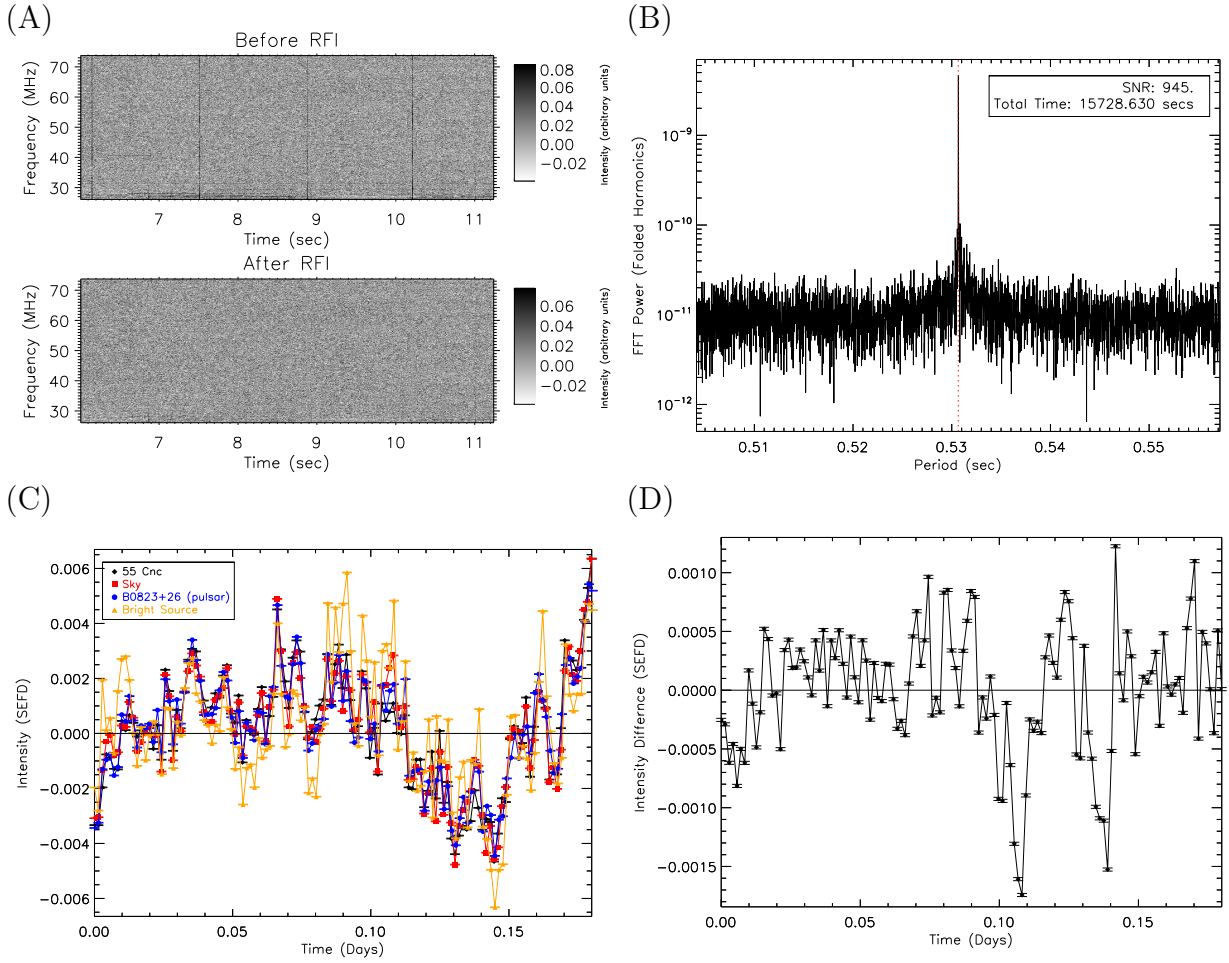 (A)
Before RFI
Frequency (MHz)
70
60
50
40
30
7 8 9 10 11
Time (sec)
0.08
0.06
0.04
0.02
0.00
−0.02
Intensity (arbitrary units)
After RFI
Frequency (MHz)
70
60
50
40
30
7 8 9 10 11
Time (sec)
0.06
0.04
0.02
0.00
−0.02
Intensity (arbitrary units)
(B)
SNR: 945.
Total Time: 15728.630 secs
FFT Power (Folded Harmonics)
10−9
10−10
10−11
10−12
0.51 0.52 0.53 0.54 0.55
Period (sec)
(C)
55 Cnc
Sky
B0823+26 (pulsar)
Bright Source
Intensity (SEFD)
0.006
0.004
0.002
0.000
−0.002
−0.004
−0.006
0.00 0.05 0.10 0.15
Time (Days)
(D)
Intensity Differnce (SEFD)
0.0010
0.0005
0.0000
−0.0005
−0.0010
−0.0015
0.00 0.05 0.10 0.15
Time (Days)